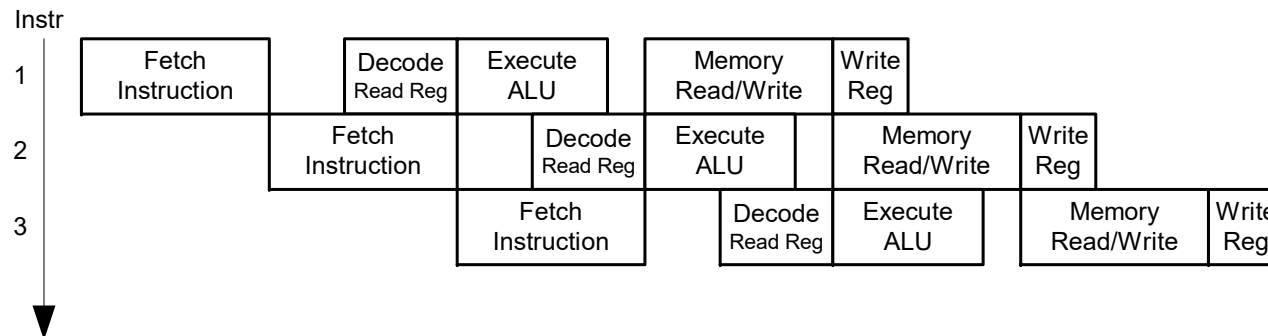 Instr
1
Fetch
Instruction
Decode
Read Reg
Execute
ALU
Memory
Read/Write
Write
Reg
2
Fetch
Instruction
Decode
Read Reg
Execute
ALU
Memory
Read/Write
Write
Reg
3
Fetch
Instruction
Decode
Read Reg
Execute
ALU
Memory
Read/Write
Write
Reg